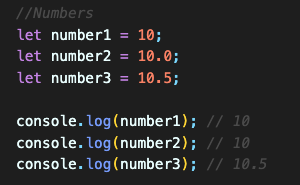 //Numbers
let number1 = 10;
let number2 = 10.0;
let number3 = 10.5;
console.log(number1); // 10
console.log(number2); // 10
console.log(number3); // 10.5